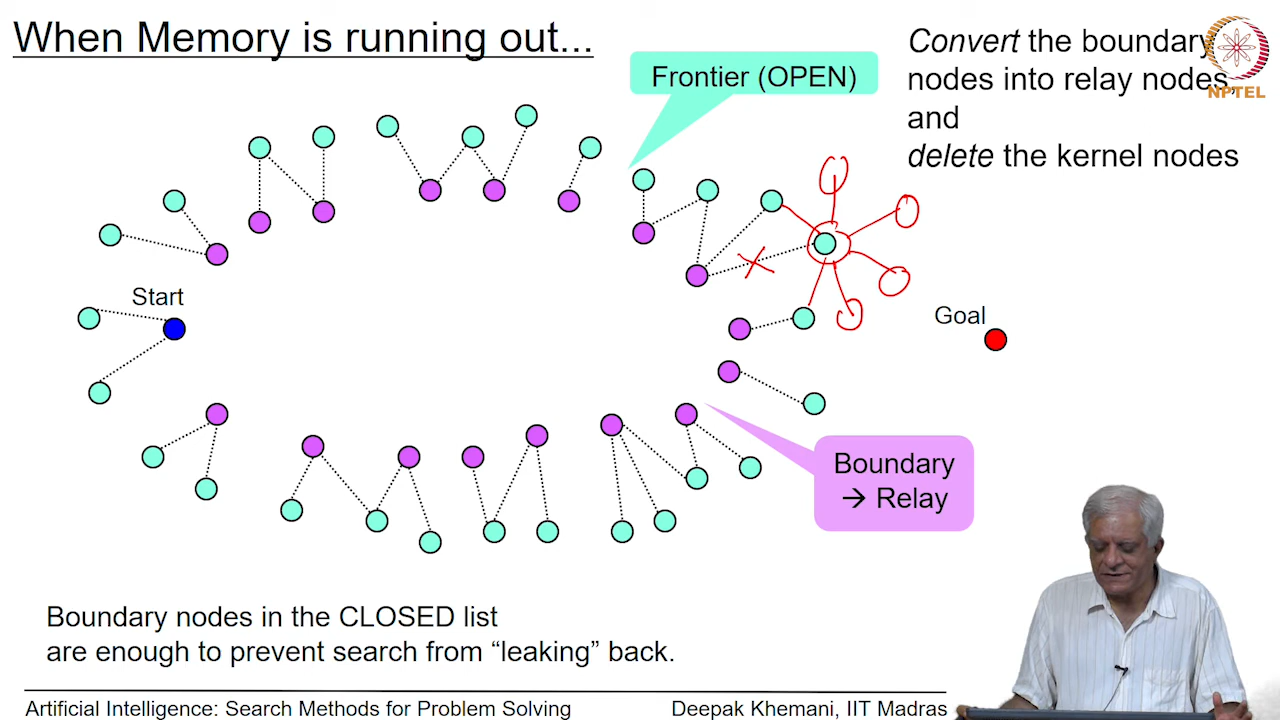 When Memory is running out...
Frontier (OPEN)
Convert the boundary
nodes into relay nodes,
and
delete the kernel nodes
NPTEL
Start
Goal
Boundary
→ Relay
Boundary nodes in the CLOSED list
are enough to prevent search from “leaking” back.
Artificial Intelligence: Search Methods for Problem Solving
Deepak Khemani, IIT Madras